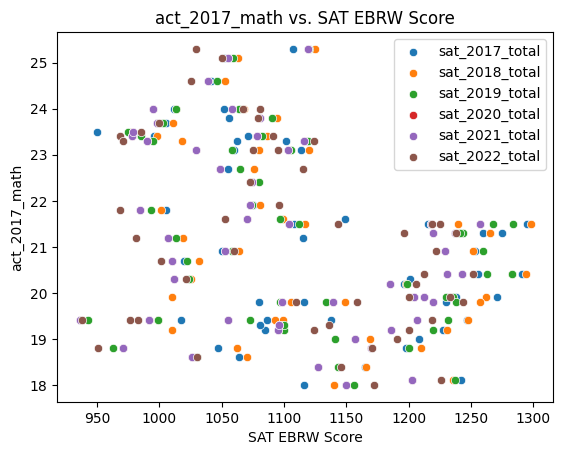 act_2017_math vs. SAT EBRW Score
act_2017_math
25
24
23
22
21
20
19
18
sat_2017_total
sat_2018_total
sat_2019_total
sat_2020_total
sat_2021_total
sat_2022_total
950 1000 1050 1100 1150 1200 1250 1300
SAT EBRW Score